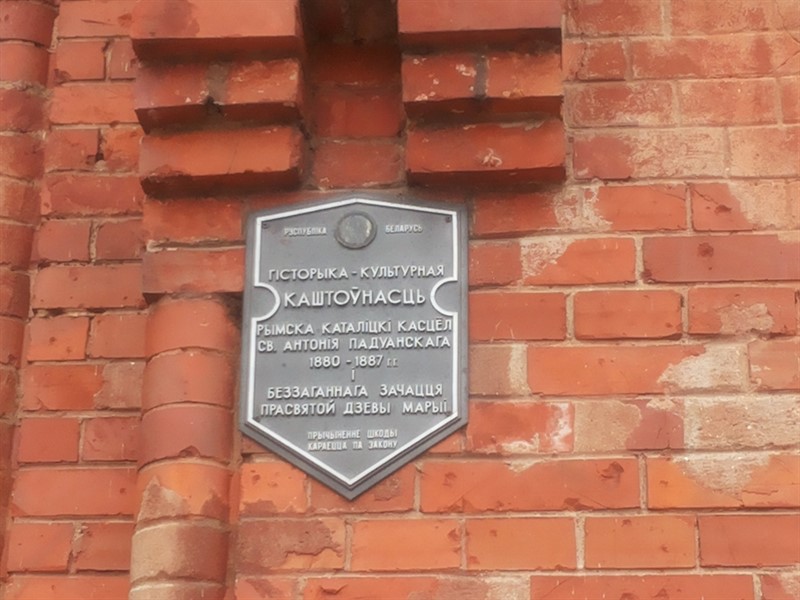 РЭСПУБЛІКА БЕЛАРУСЬ
ГІСТОРЫКА-КУЛЬТУРНАЯ
КАШТОЎНАСЦЬ
РЫМСКА КАТАЛІЦКІ КАСЦЕЛ
СВ. АНТОНІЯ ПАДУАНСКАГА
1880-1887 г.г.
І
БЕЗЗАГАННАГА ЗАЧАЦЦЯ
ПРАСВЯТОЙ ДЗЕВЫ МАРЫІ
ПРЫЧЫНЕННЕ ШКОДЫ
КАРАЕЦЦА ПА ЗАКОНУ